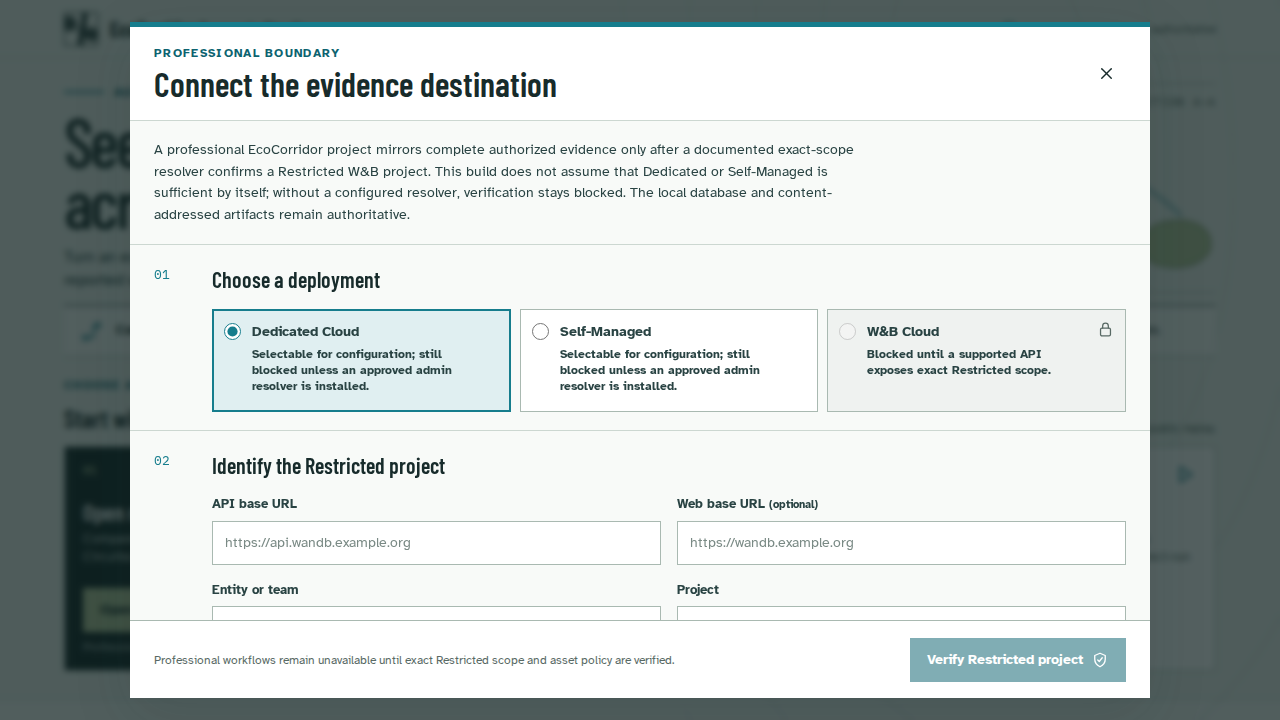 PROFESSIONAL BOUNDARY
Connect the evidence destination
A professional EcoCorridor project mirrors complete authorized evidence only after a documented exact-scope
resolver confirms a Restricted W&B project. This build does not assume that Dedicated or Self-Managed is
sufficient by itself; without a configured resolver, verification stays blocked. The local database and content-
addressed artifacts remain authoritative.
01
Choose a deployment
Dedicated Cloud
Selectable for configuration; still
blocked unless an approved admin
resolver is installed.
Self-Managed
Selectable for configuration; still
blocked unless an approved admin
resolver is installed.
W&B Cloud
Blocked until a supported API
exposes exact Restricted scope.
02
Identify the Restricted project
API base URL
https://api.wandb.example.org
Web base URL (optional)
https://wandb.example.org
Entity or team
Project
Professional workflows remain unavailable until exact Restricted scope and asset policy are verified.
Verify Restricted project
See
acr
Start wi